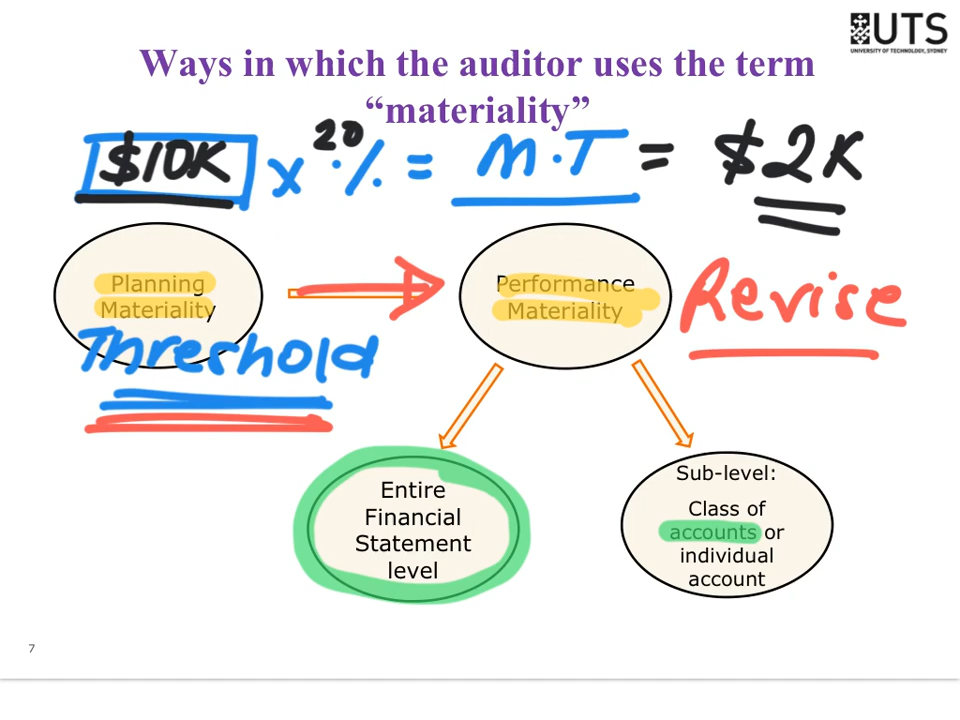 UTS
UNIVERSITY OF TECHNOLOGY, SYDNEY
Ways in which the auditor uses the term
“materiality”
$10K x 20 % = M.T = $2K
Planning
Materiality
Threshold
Performance
Materiality
Revise
Entire
Financial
Statement
level
Sub-level:
Class of
accounts or
individual
account
7